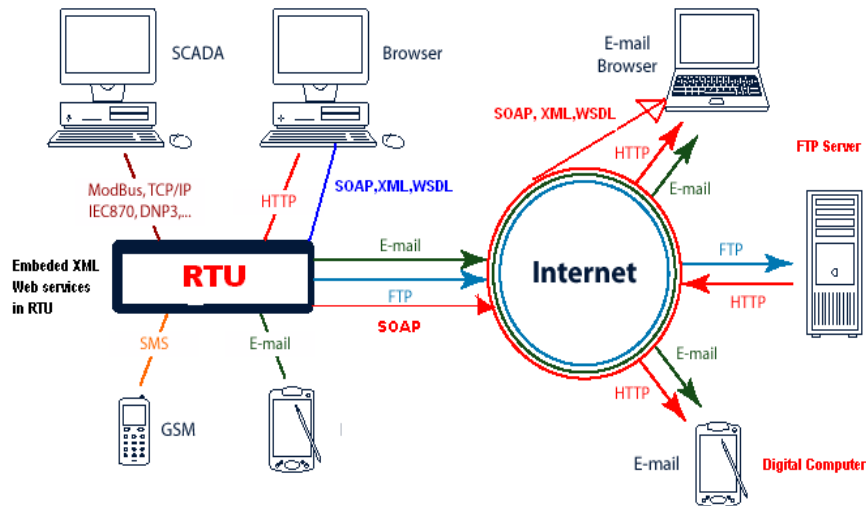 SCADA
Browser
E-mail
Browser
SOAP, XML,WSDL
FTP Server
HTTP
E-mail
ModBus, TCP/IP
IEC870, DNP3,...
HTTP
SOAP,XML,WSDL
Embeded XML
Web services
in RTU
RTU
E-mail
FTP
SOAP
Internet
FTP
HTTP
SMS
E-mail
E-mail
HTTP
GSM
E-mail
Digital Computer